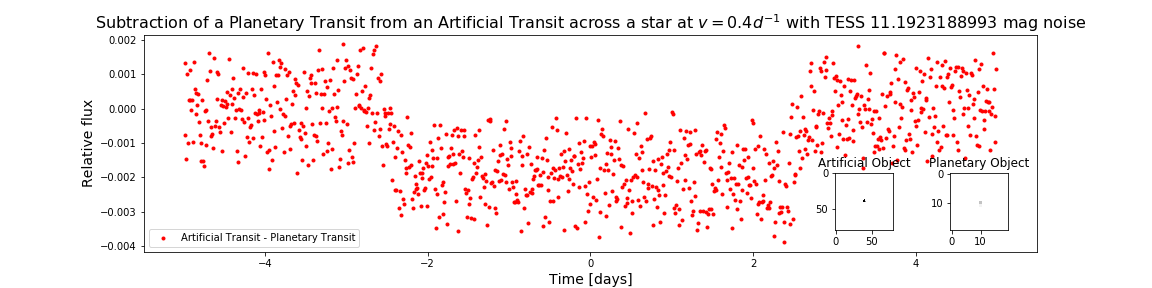 Subtraction of a Planetary Transit from an Artificial Transit across a star at v = 0.4d⁻¹ with TESS 11.1923188993 mag noise
0.002
0.001
0.000
−0.001
−0.002
−0.003
−0.004
Relative flux
Artificial Transit - Planetary Transit
Artificial Object
0
50
0 50
Planetary Object
0
10
0 10
−4 −2 0 2 4
Time [days]